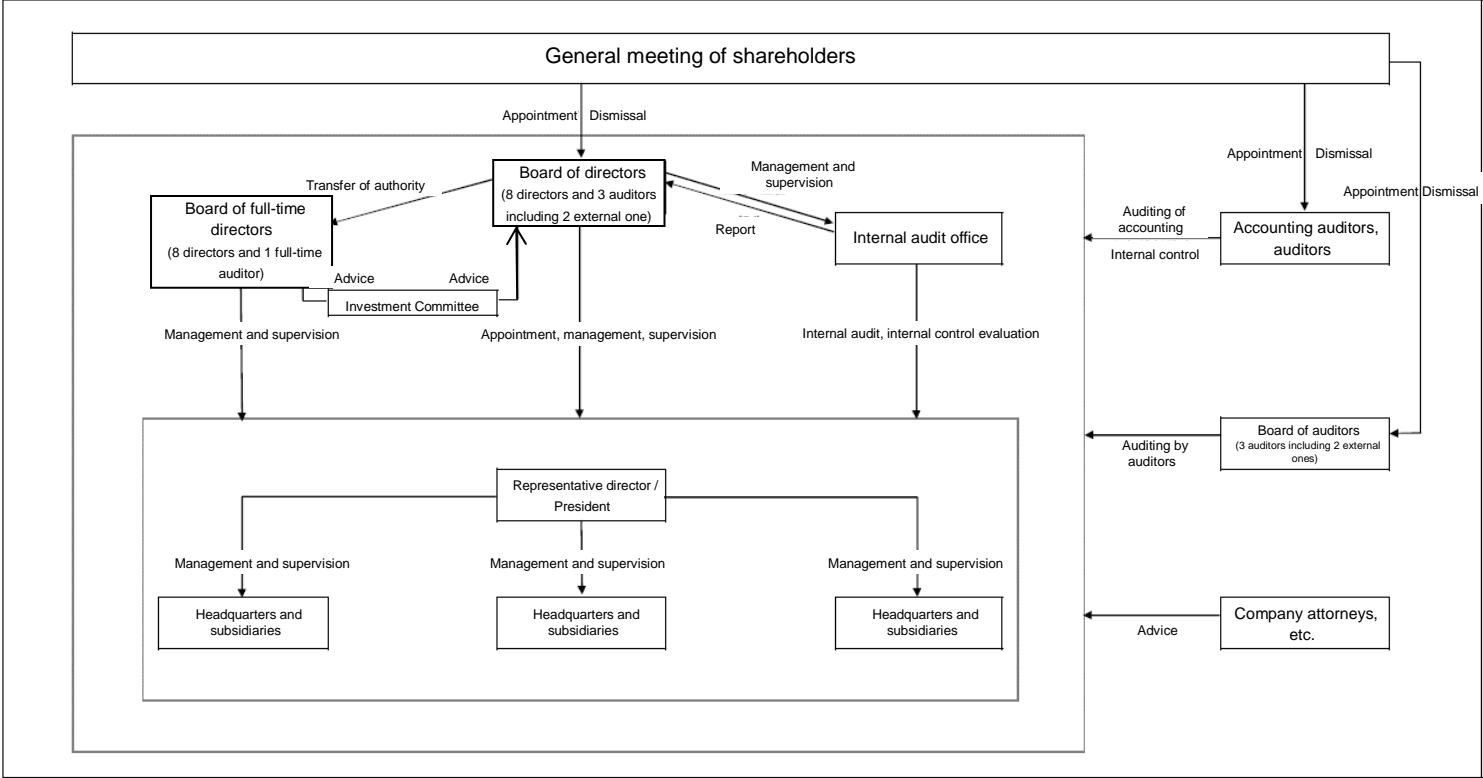 General meeting of shareholders
Appointment Dismissal
Appointment Dismissal
Appointment Dismissal
Board of directors
(8 directors and 3 auditors
including 2 external one)
Transfer of authority
Management and
supervision
Report
Board of full-time
directors
(8 directors and 1 full-time
auditor)
Internal audit office
Auditing of
accounting
Internal control
Accounting auditors,
auditors
Advice Advice
Investment Committee
Management and supervision
Appointment, management, supervision
Internal audit, internal control evaluation
Board of auditors
(3 auditors including 2 external
ones)
Auditing by
auditors
Representative director /
President
Management and supervision
Management and supervision
Management and supervision
Headquarters and
subsidiaries
Headquarters and
subsidiaries
Headquarters and
subsidiaries
Advice
Company attorneys,
etc.